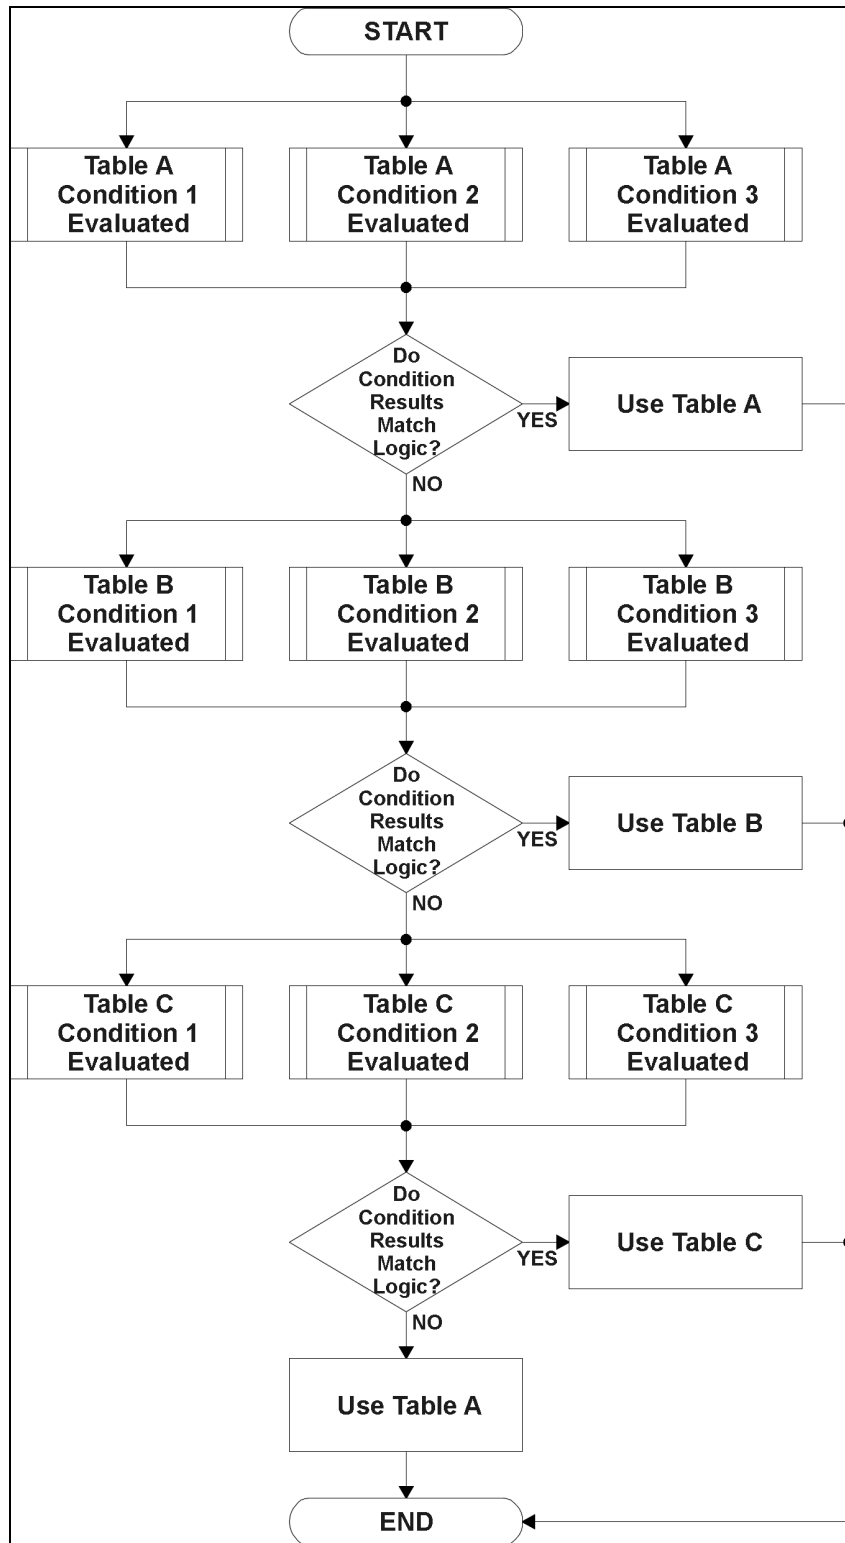 START
Table A
Condition 1
Evaluated
Table A
Condition 2
Evaluated
Table A
Condition 3
Evaluated
Do
Condition
Results
Match
Logic?
YES
Use Table A
NO
Table B
Condition 1
Evaluated
Table B
Condition 2
Evaluated
Table B
Condition 3
Evaluated
Do
Condition
Results
Match
Logic?
YES
Use Table B
NO
Table C
Condition 1
Evaluated
Table C
Condition 2
Evaluated
Table C
Condition 3
Evaluated
Do
Condition
Results
Match
Logic?
YES
Use Table C
NO
Use Table A
END